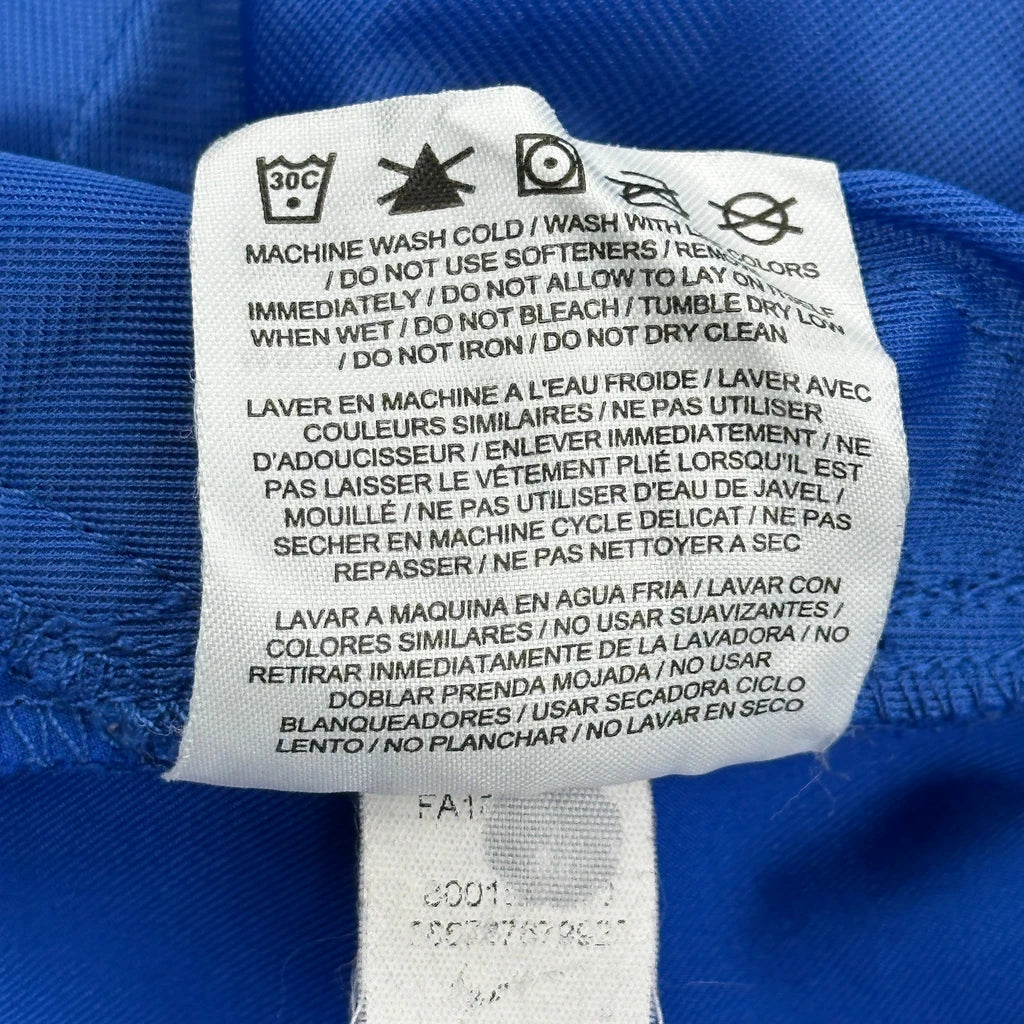 30C
MACHINE WASH COLD / WASH WITH COLORS
/ DO NOT USE SOFTENERS /
IMMEDIATELY / DO NOT ALLOW TO LAY ON ITSELF
WHEN WET / DO NOT BLEACH / TUMBLE DRY LOW
/ DO NOT IRON / DO NOT DRY CLEAN
LAVER EN MACHINE A L'EAU FROIDE / LAVER AVEC
COULEURS SIMILAIRES / NE PAS UTILISER
D'ADOUCISSEUR / ENLEVER IMMEDIATEMENT / NE
PAS LAISSER LE VÊTEMENT PLIÉ LORSQU'IL EST
MOUILLÉ / NE PAS UTILISER D'EAU DE JAVEL /
SECHER EN MACHINE CYCLE DELICAT / NE PAS
REPASSER / NE PAS NETTOYER A SEC
LAVAR A MAQUINA EN AGUA FRIA / LAVAR CON
COLORES SIMILARES / NO USAR SUAVIZANTES /
RETIRAR INMEDIATAMENTE DE LA LAVADORA / NO
DOBLAR PRENDA MOJADA / NO USAR
BLANQUEADORES / USAR SECADORA CICLO
LENTO / NO PLANCHAR / NO LAVAR EN SECO